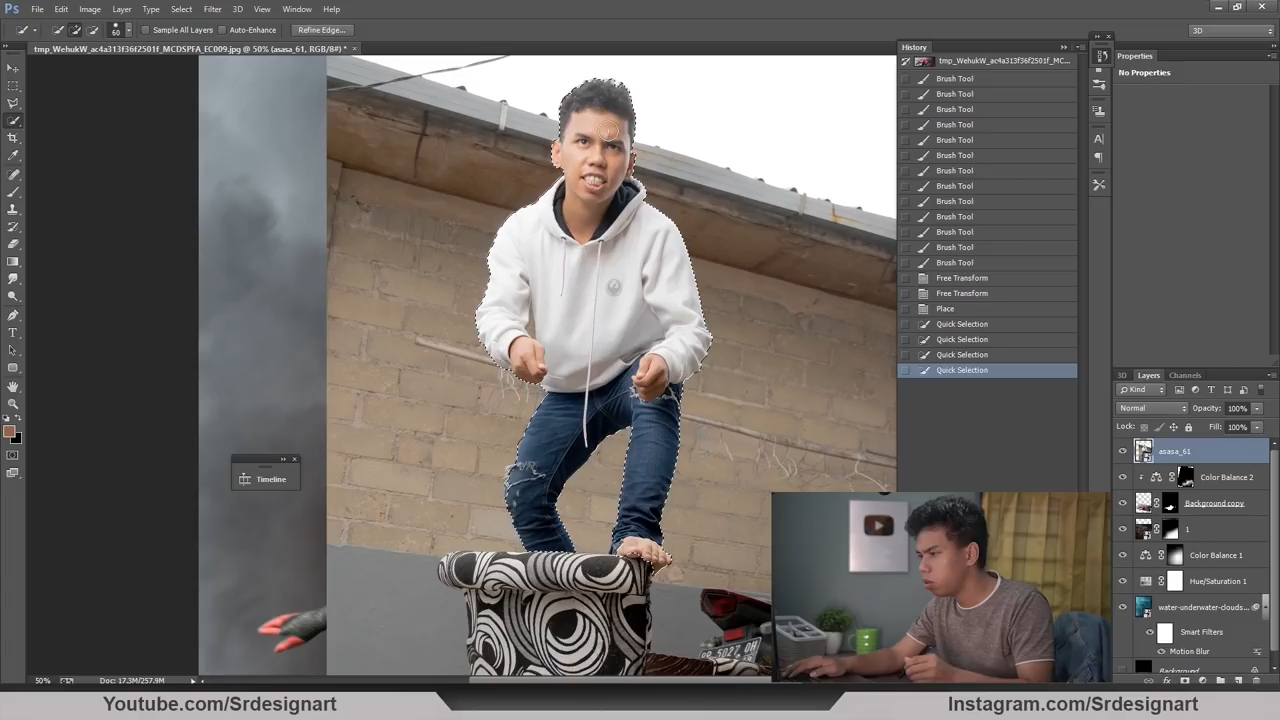 Ps File Edit Image Layer Type Select Filter 3D View Window Help
60 Sample All Layers Auto-Enhance Refine Edge... 3D
tmp_WehukW_ac4a313f36f2501f_MCDSPFA_EC009.jpg @ 50% (asasa_61, RGB/8#) * ×
History
tmp_WehukW_ac4a313f36f2501f_MC...
Brush Tool
Brush Tool
Brush Tool
Brush Tool
Brush Tool
Brush Tool
Brush Tool
Brush Tool
Brush Tool
Brush Tool
Brush Tool
Brush Tool
Brush Tool
Free Transform
Free Transform
Place
Quick Selection
Quick Selection
Quick Selection
Quick Selection
Properties
No Properties
Timeline
3D Layers Channels
Kind
Normal Opacity: 100%
Lock: Fill: 100%
asasa_61
Color Balance 2
Background copy
1
Color Balance 1
Hue/Saturation 1
water-underwater-clouds...
Smart Filters
Motion Blur
Background
50% Doc: 17.3M/257.9M
Youtube.com/Srdesignart
Instagram.com/Srdesignart